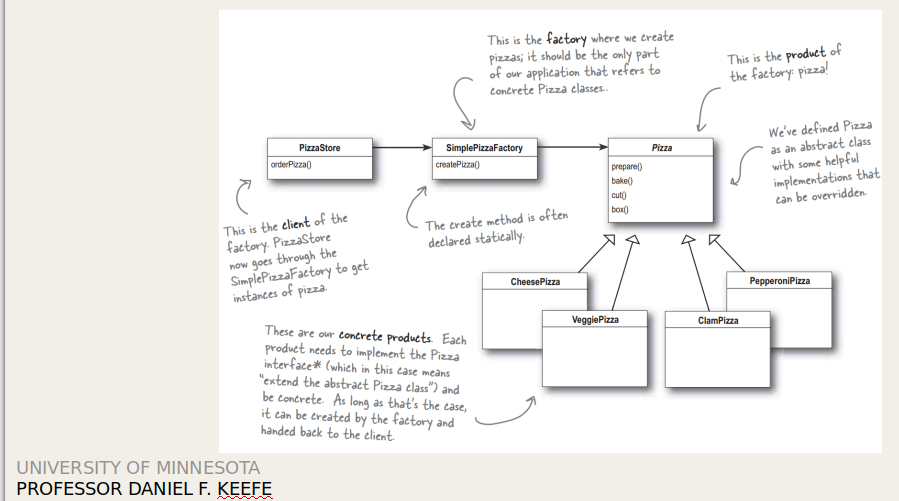 This is the factory where we create
pizzas; it should be the only part
of our application that refers to
concrete Pizza classes..
This is the product of
the factory: pizza!
PizzaStore
orderPizza()
SimplePizzaFactory
createPizza()
Pizza
prepare()
bake()
cut()
box()
We've defined Pizza
as an abstract class
with some helpful
implementations that
can be overridden.
This is the client of the
factory. PizzaStore
now goes through the
SimplePizzaFactory to get
instances of pizza.
The create method is often
declared statically.
CheesePizza
VeggiePizza
ClamPizza
PepperoniPizza
These are our concrete products. Each
product needs to implement the Pizza
interface* (which in this case means
"extend the abstract Pizza class") and
be concrete. As long as that's the case,
it can be created by the factory and
handed back to the client.
UNIVERSITY OF MINNESOTA
PROFESSOR DANIEL F. KEEFE